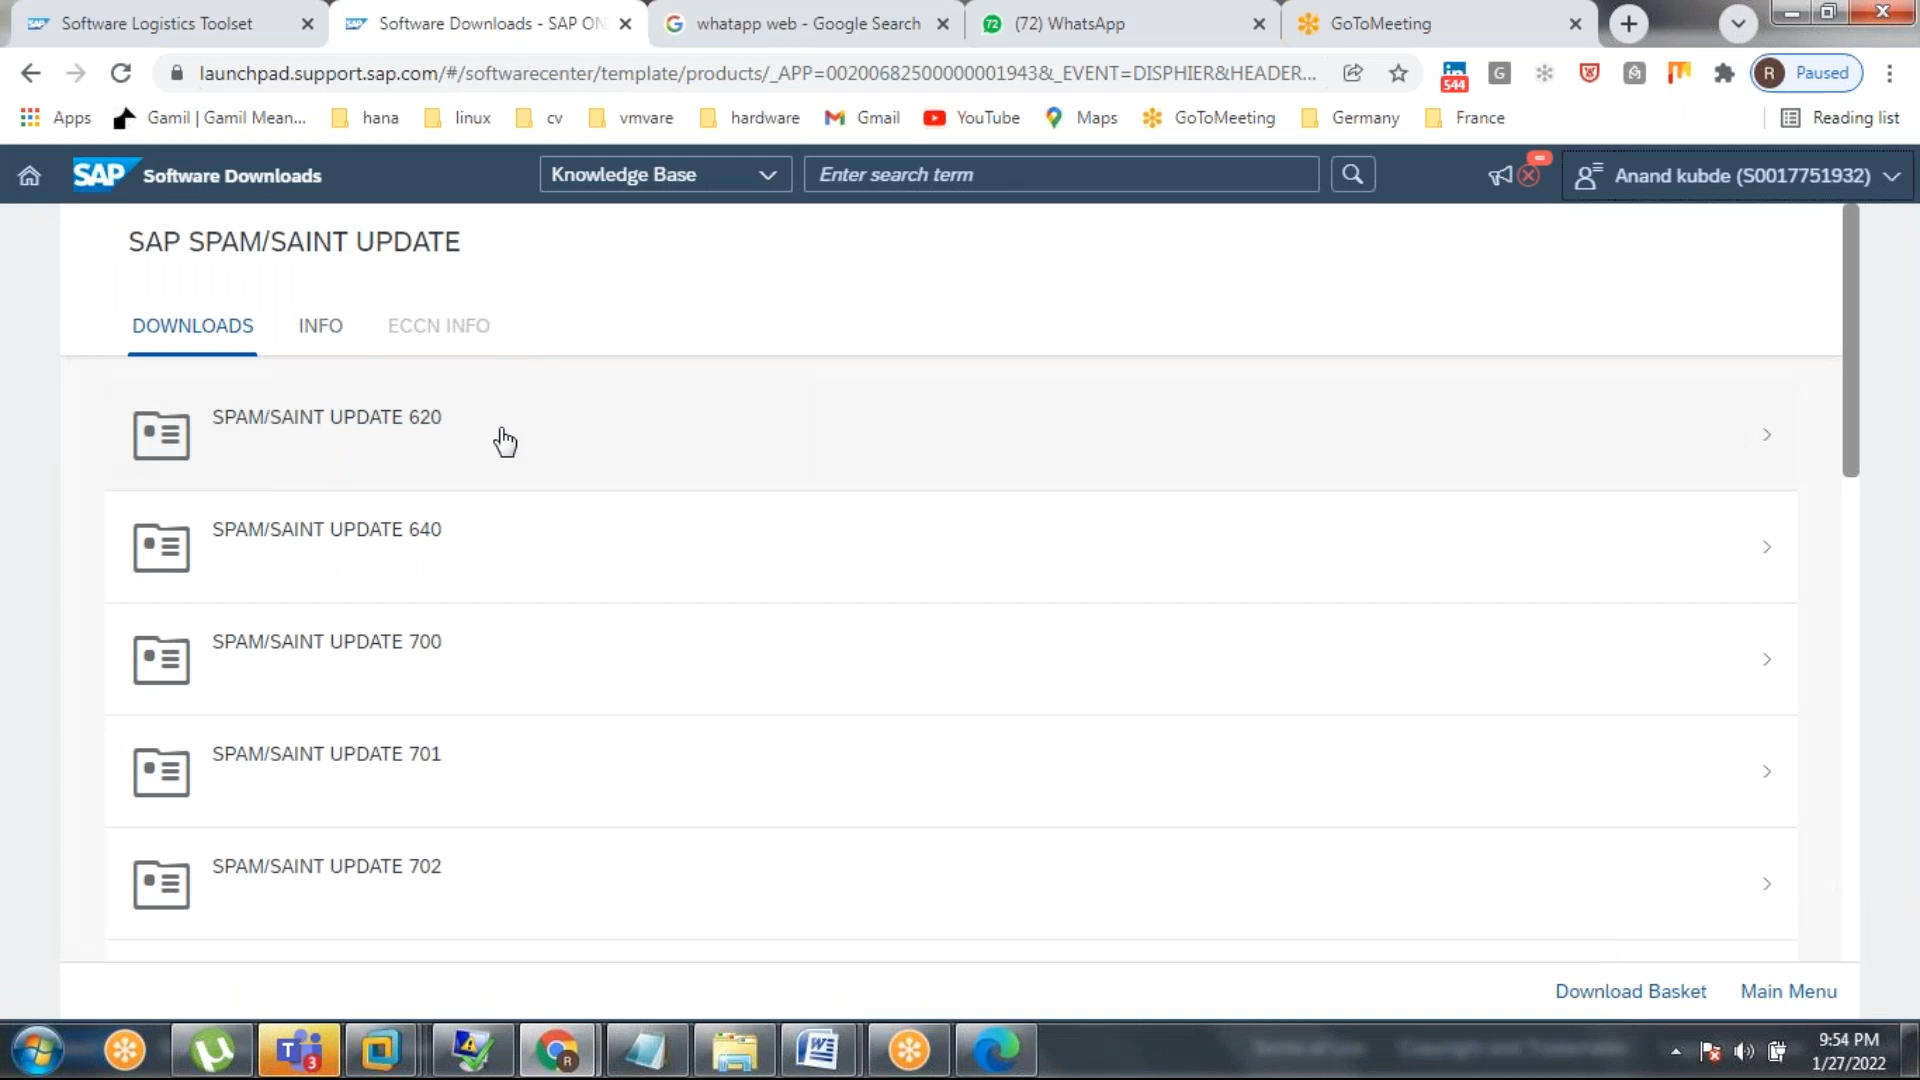 Software Logistics Toolset
Software Downloads - SAP ON
whatapp web - Google Search
72
(72) WhatsApp
GoToMeeting
launchpad.support.sap.com/#/softwarecenter/template/products/_APP=00200682500000001943&_EVENT=DISPHIER&HEADER...
544
G
R
Paused
Apps
Gamil | Gamil Mean...
hana
linux
cv
vmware
hardware
Gmail
YouTube
Maps
GoToMeeting
Germany
France
Reading list
SAP
Software Downloads
Knowledge Base
Enter search term
Anand kubde (S0017751932)
SAP SPAM/SAINT UPDATE
DOWNLOADS
INFO
ECCN INFO
SPAM/SAINT UPDATE 620
SPAM/SAINT UPDATE 640
SPAM/SAINT UPDATE 700
SPAM/SAINT UPDATE 701
SPAM/SAINT UPDATE 702
Download Basket
Main Menu
9:54 PM
1/27/2022